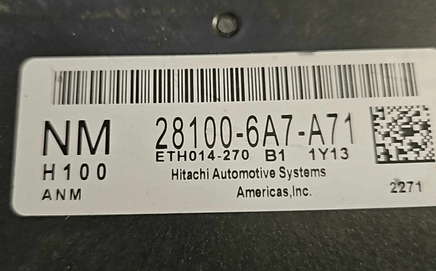 NM 28100-6A7-A71
H100 ETH014-270 B1 1Y13
ANM Hitachi Automotive Systems
Americas,Inc. 2271